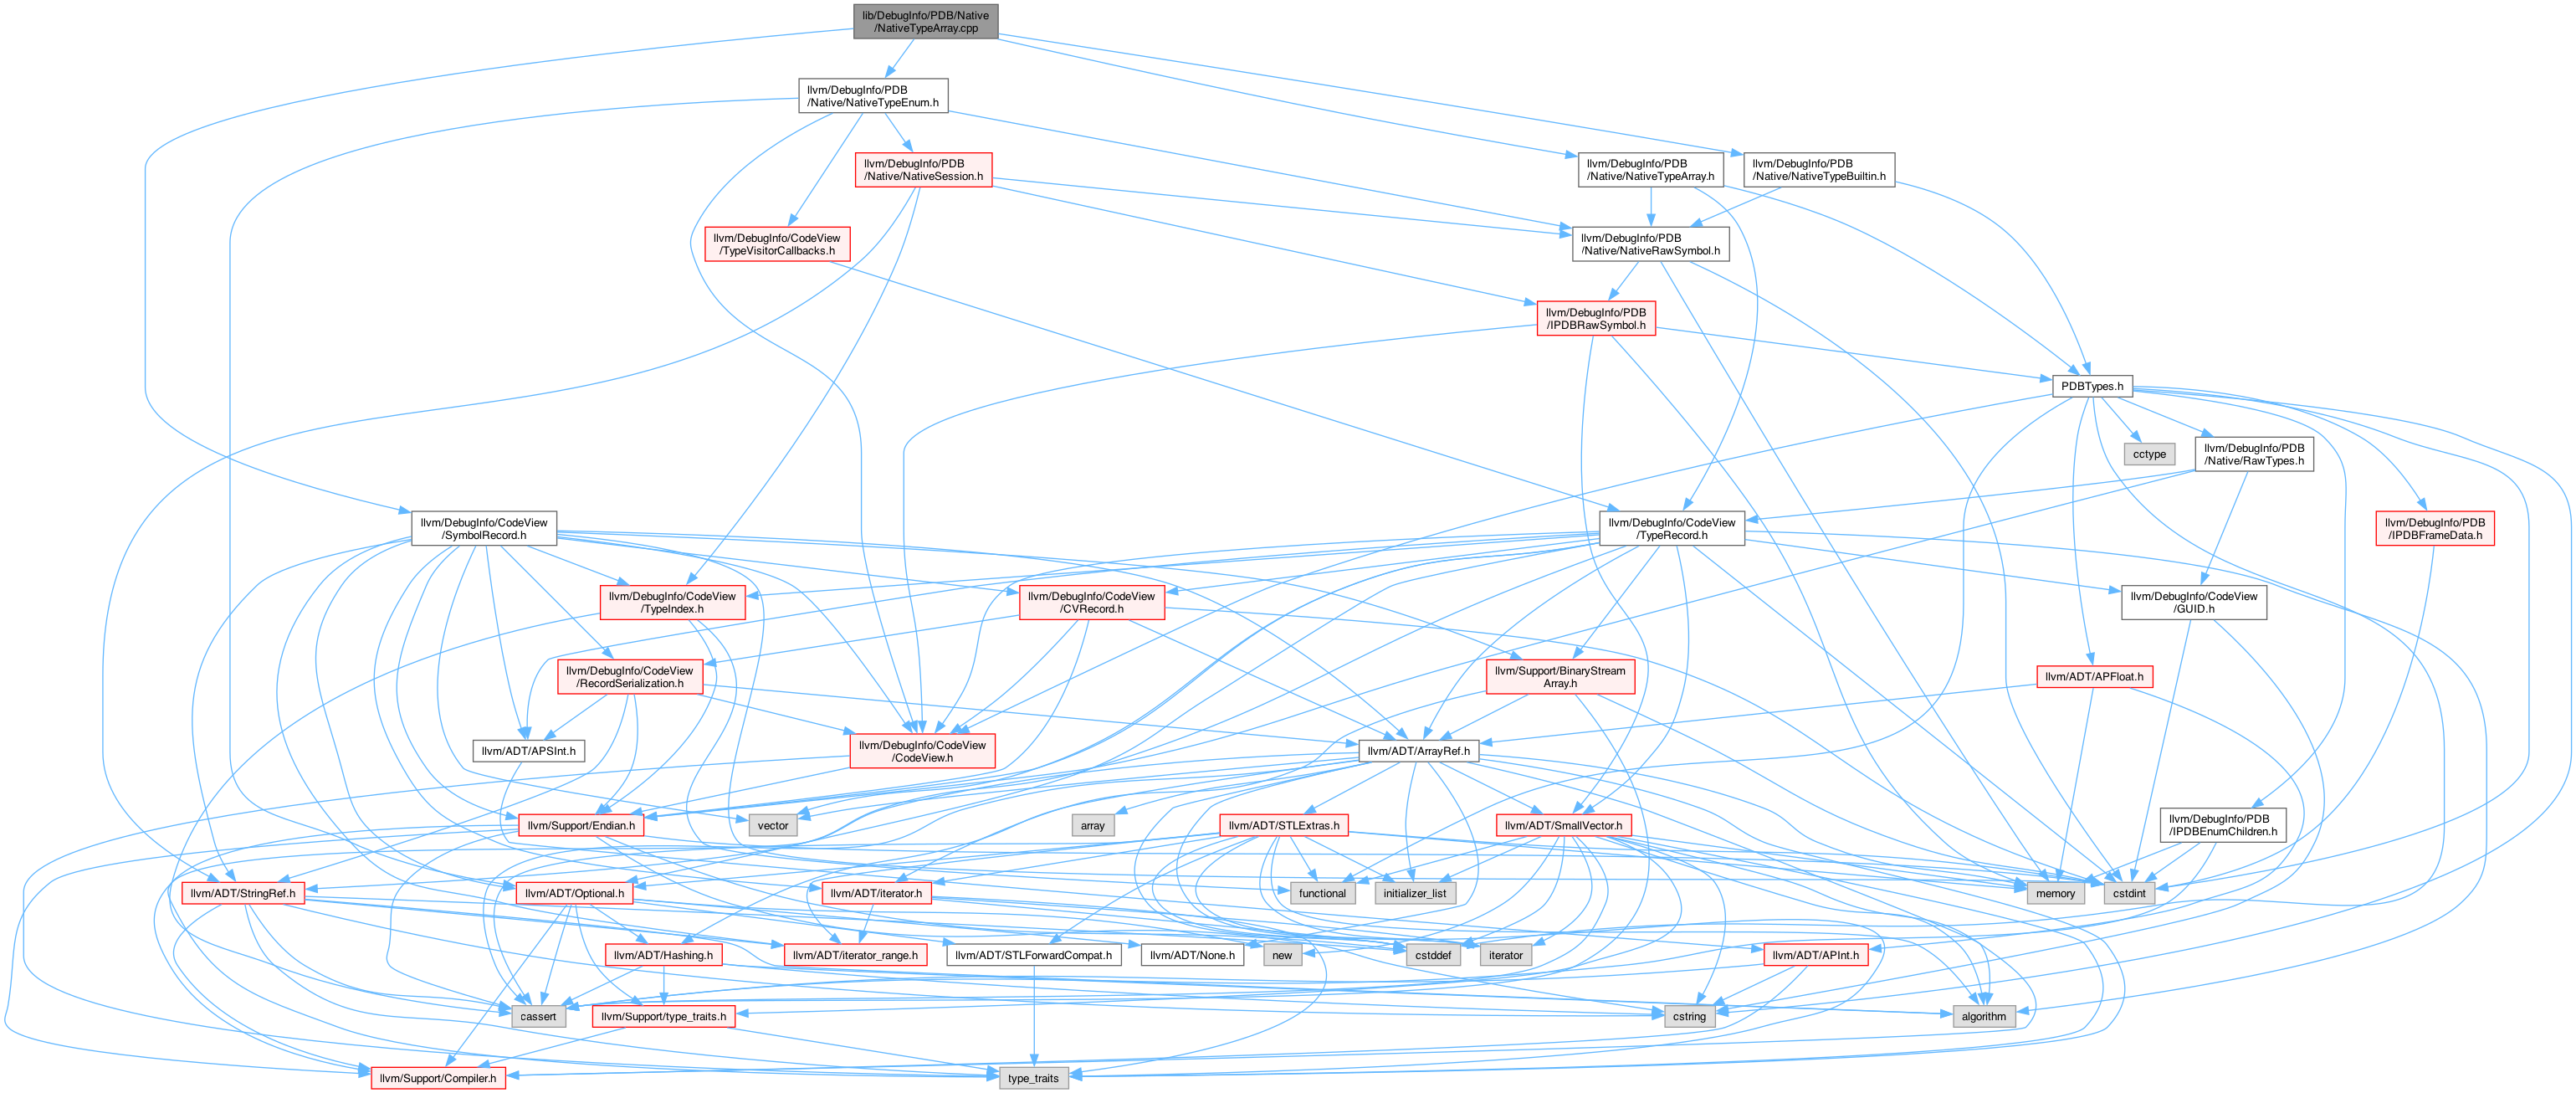 lib/DebugInfo/PDB/Native
/NativeTypeArray.cpp
llvm/DebugInfo/PDB
/Native/NativeTypeEnum.h
llvm/DebugInfo/PDB
/Native/NativeSession.h
llvm/DebugInfo/PDB
/Native/NativeTypeArray.h
llvm/DebugInfo/PDB
/Native/NativeTypeBuiltin.h
llvm/DebugInfo/CodeView
/TypeVisitorCallbacks.h
llvm/DebugInfo/PDB
/Native/NativeRawSymbol.h
llvm/DebugInfo/PDB
/IPDBRawSymbol.h
PDBTypes.h
cctype
llvm/DebugInfo/PDB
/Native/RawTypes.h
llvm/DebugInfo/CodeView
/SymbolRecord.h
llvm/DebugInfo/CodeView
/TypeRecord.h
llvm/DebugInfo/PDB
/IPDBFrameData.h
llvm/DebugInfo/CodeView
/TypeIndex.h
llvm/DebugInfo/CodeView
/CVRecord.h
llvm/DebugInfo/CodeView
/GUID.h
llvm/DebugInfo/CodeView
/RecordSerialization.h
llvm/Support/BinaryStream
Array.h
llvm/ADT/APFloat.h
llvm/ADT/APSInt.h
llvm/DebugInfo/CodeView
/CodeView.h
llvm/ADT/ArrayRef.h
llvm/Support/Endian.h
vector
array
llvm/ADT/STLExtras.h
llvm/ADT/SmallVector.h
llvm/DebugInfo/PDB
/IPDBEnumChildren.h
llvm/ADT/StringRef.h
llvm/ADT/Optional.h
llvm/ADT/iterator.h
functional
initializer_list
memory
cstdint
llvm/ADT/Hashing.h
llvm/ADT/iterator_range.h
llvm/ADT/STLForwardCompat.h
llvm/ADT/None.h
new
cstddef
iterator
llvm/ADT/APInt.h
cassert
llvm/Support/type_traits.h
cstring
algorithm
llvm/Support/Compiler.h
type_traits